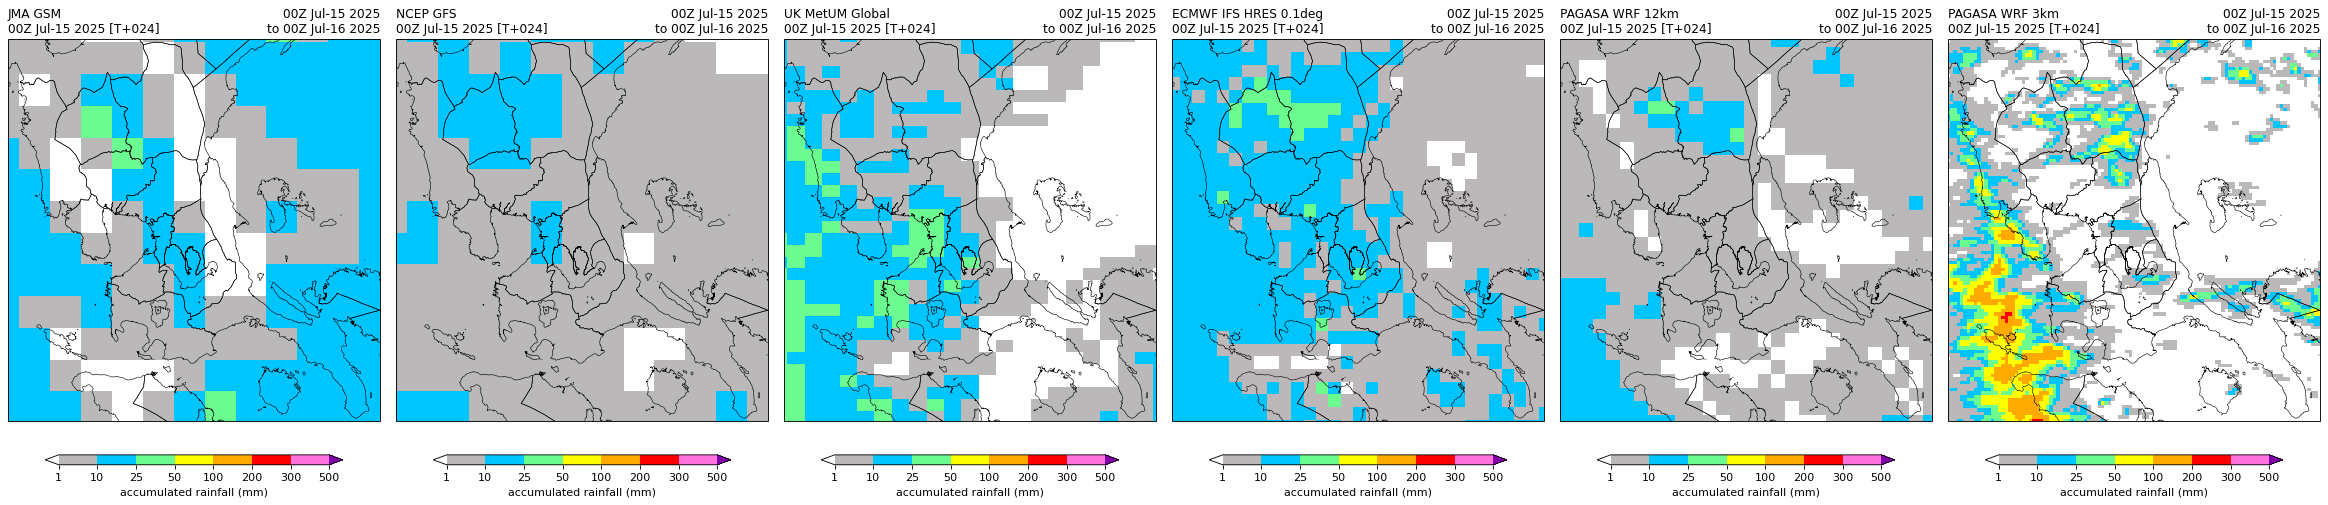 JMA GSM 00Z Jul-15 2025
00Z Jul-15 2025 [T+024] to 00Z Jul-16 2025
1 10 25 50 100 200 300 500
accumulated rainfall (mm)
NCEP GFS 00Z Jul-15 2025
00Z Jul-15 2025 [T+024] to 00Z Jul-16 2025
1 10 25 50 100 200 300 500
accumulated rainfall (mm)
UK MetUM Global 00Z Jul-15 2025
00Z Jul-15 2025 [T+024] to 00Z Jul-16 2025
1 10 25 50 100 200 300 500
accumulated rainfall (mm)
ECMWF IFS HRES 0.1deg 00Z Jul-15 2025
00Z Jul-15 2025 [T+024] to 00Z Jul-16 2025
1 10 25 50 100 200 300 500
accumulated rainfall (mm)
PAGASA WRF 12km 00Z Jul-15 2025
00Z Jul-15 2025 [T+024] to 00Z Jul-16 2025
1 10 25 50 100 200 300 500
accumulated rainfall (mm)
PAGASA WRF 3km 00Z Jul-15 2025
00Z Jul-15 2025 [T+024] to 00Z Jul-16 2025
1 10 25 50 100 200 300 500
accumulated rainfall (mm)